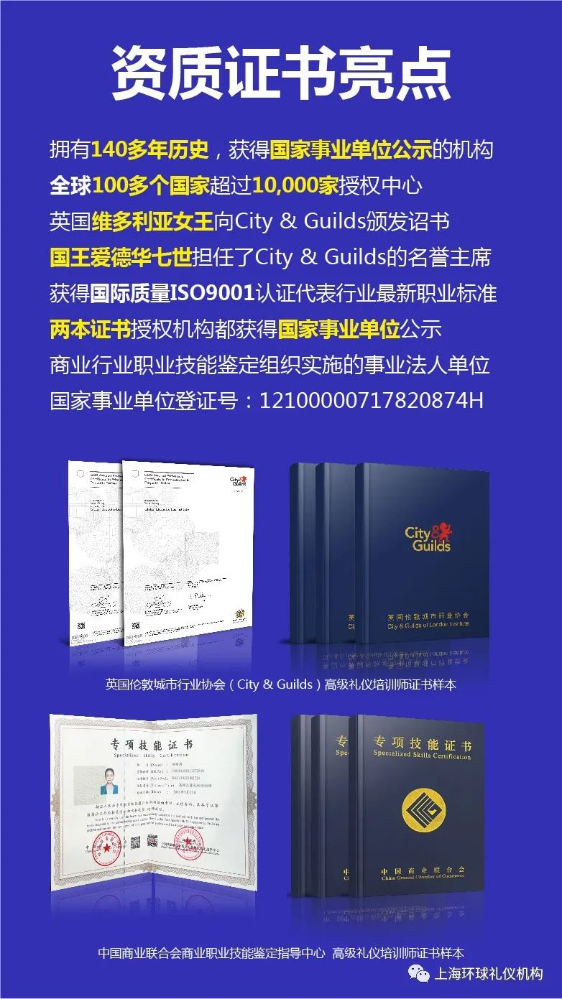 资质证书亮点
拥有140多年历史，获得国家事业单位公示的机构
全球100多个国家超过10,000家授权中心
英国维多利亚女王向City & Guilds颁发诏书
国王爱德华七世担任了City & Guilds的名誉主席
获得国际质量ISO9001认证代表行业最新职业标准
两本证书授权机构都获得国家事业单位公示
商业行业职业技能鉴定组织实施的事业法人单位
国家事业单位登证号：12100000717820874H
City & Guilds
City & Guilds
英国伦敦城市行业协会
City & Guilds of London Institute
英国伦敦城市行业协会（City & Guilds）高级礼仪培训师证书样本
专项技能证书
Specialized Skills Certification
专项技能证书
Specialized Skills Certification
中国商业联合会
China General Chamber of Commerce
中国商业联合会商业职业技能鉴定指导中心 高级礼仪培训师证书样本
上海环球礼仪机构